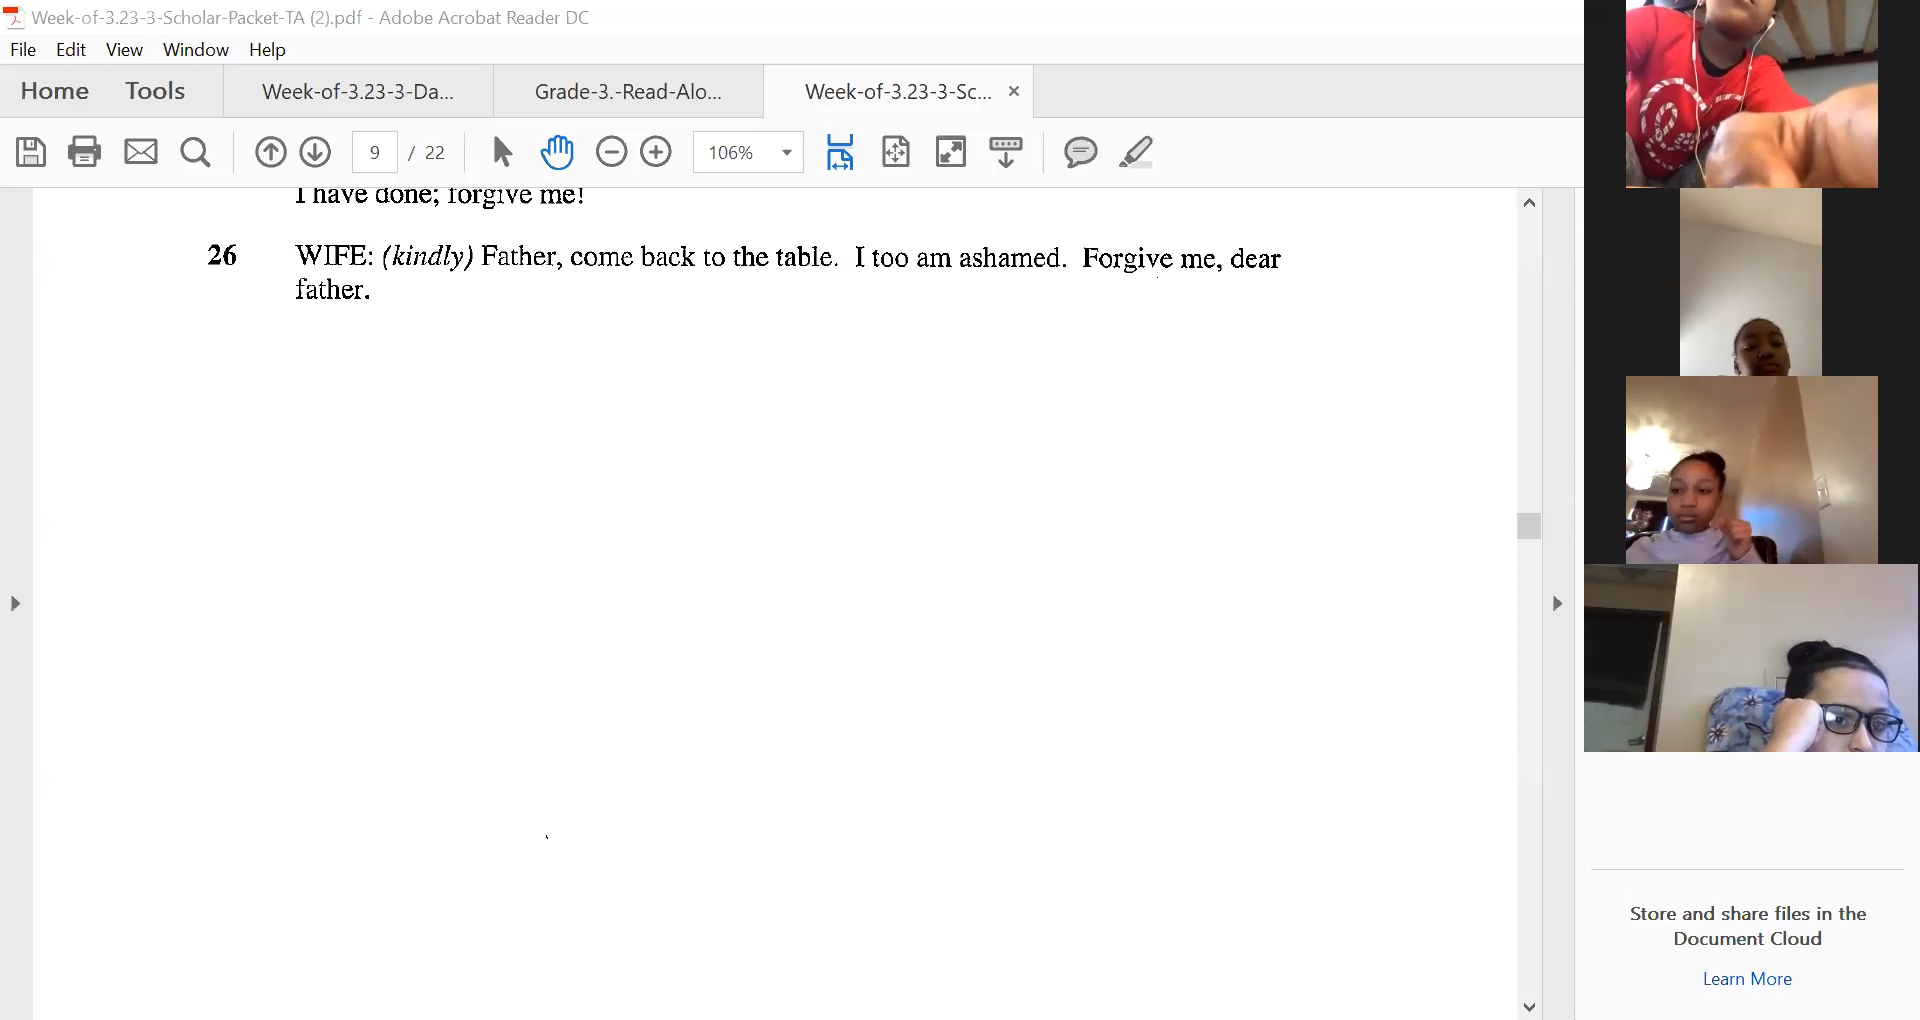 Week-of-3.23-3-Scholar-Packet-TA (2).pdf - Adobe Acrobat Reader DC
File Edit View Window Help
Home Tools Week-of-3.23-3-Da... Grade-3.-Read-Alo... Week-of-3.23-3-Sc... ×
9 / 22 106%
I have done; forgive me!
26 WIFE: (kindly) Father, come back to the table. I too am ashamed. Forgive me, dear
father.
Store and share files in the
Document Cloud
Learn More